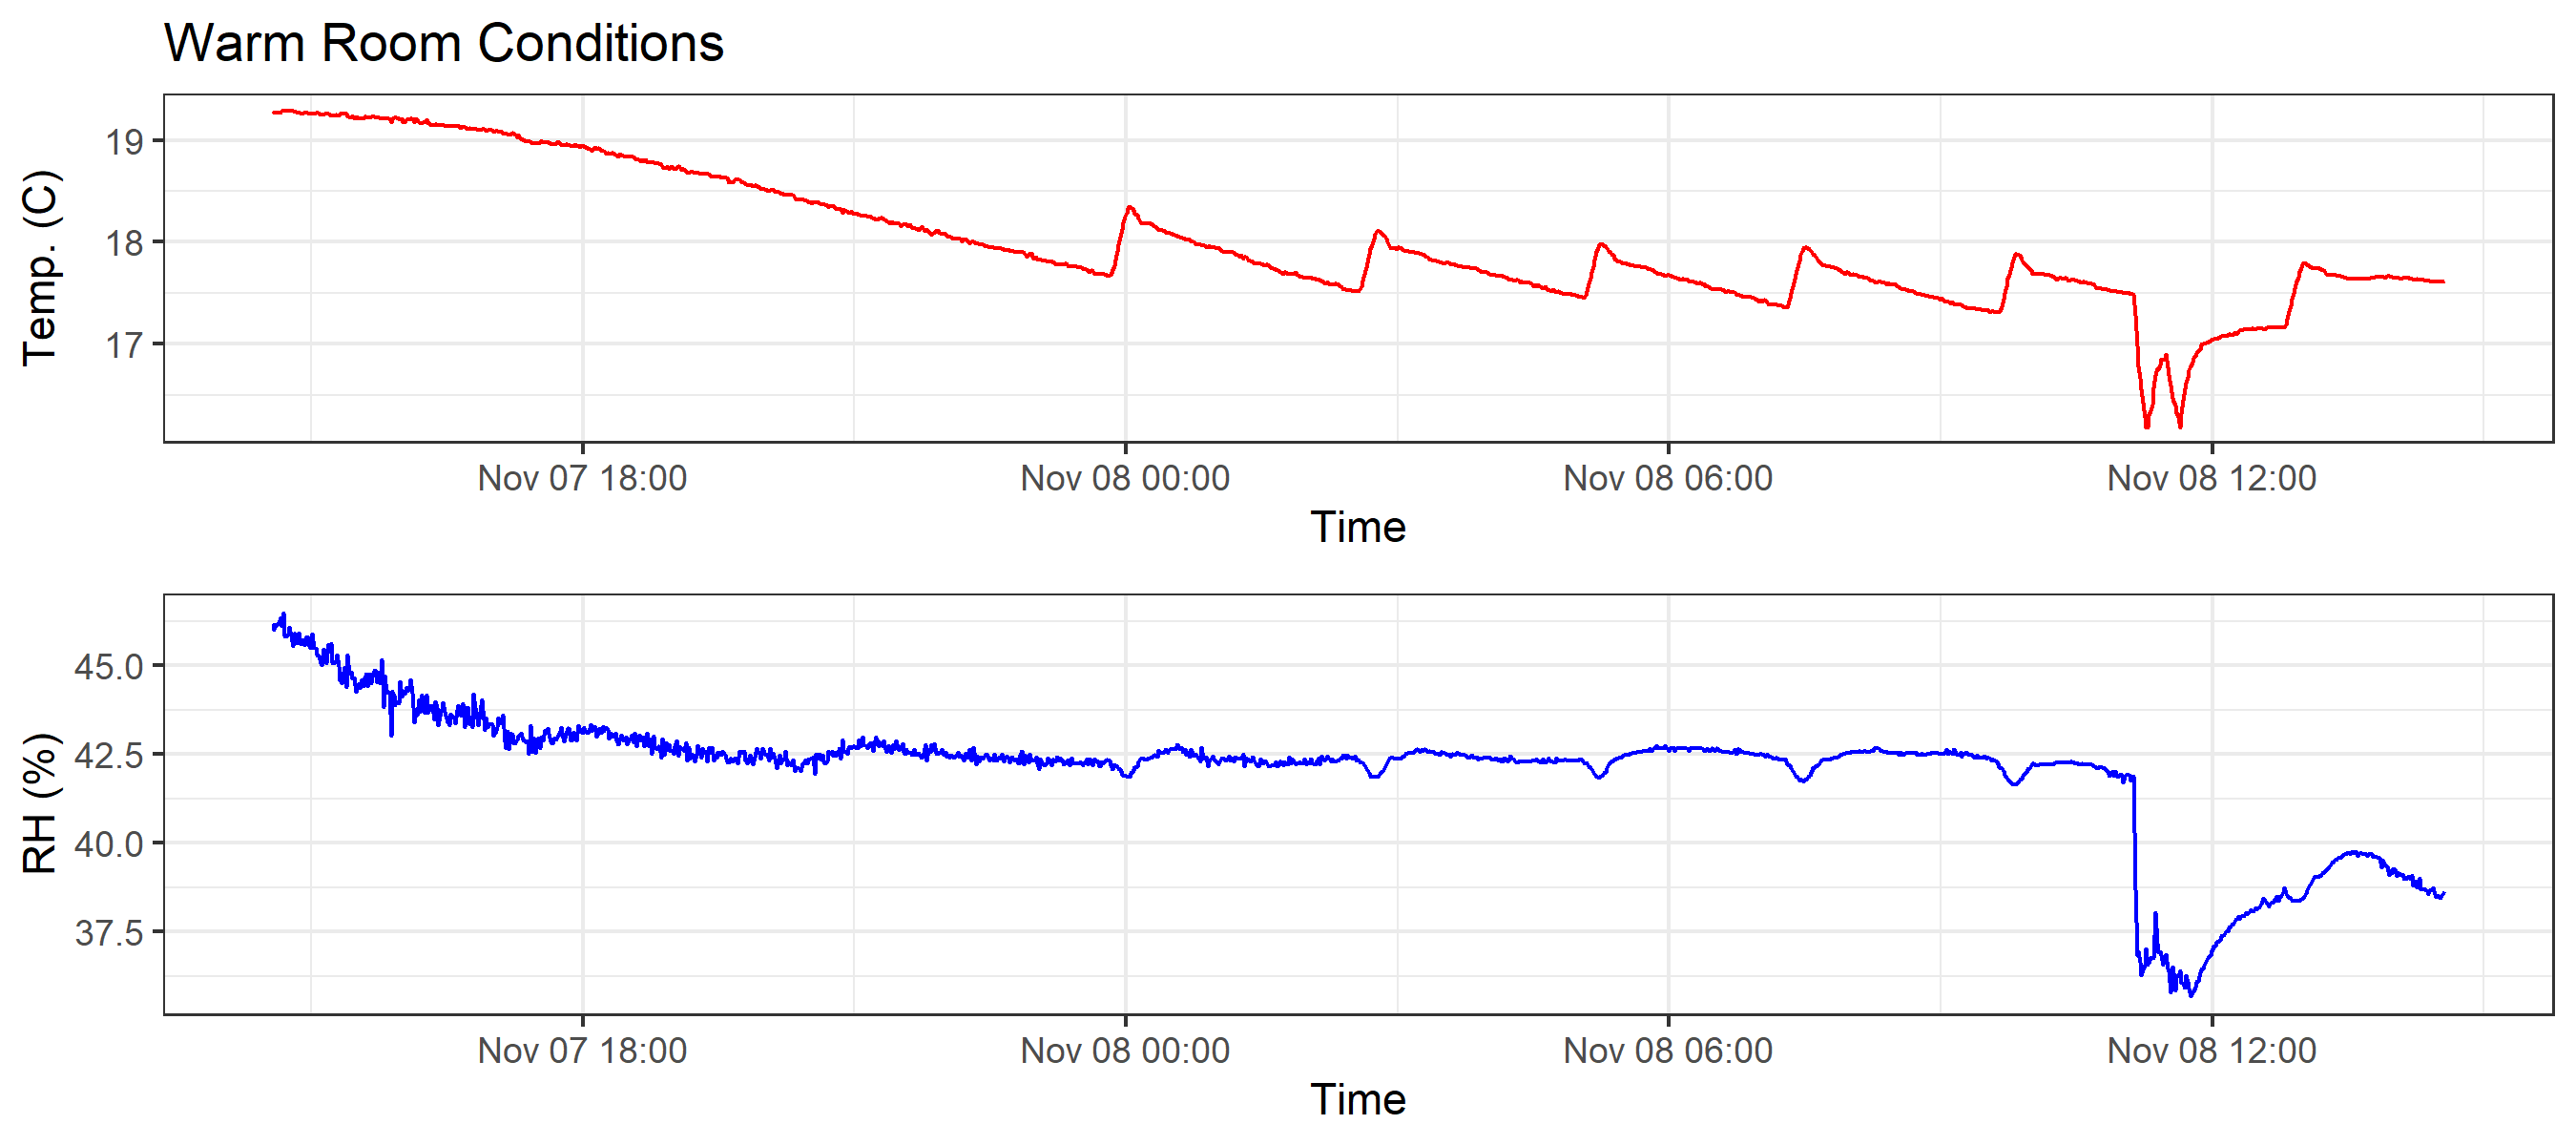 Warm Room Conditions
Temp. (C)
19
18
17
Nov 07 18:00 Nov 08 00:00 Nov 08 06:00 Nov 08 12:00
Time
RH (%)
45.0
42.5
40.0
37.5
Nov 07 18:00 Nov 08 00:00 Nov 08 06:00 Nov 08 12:00
Time